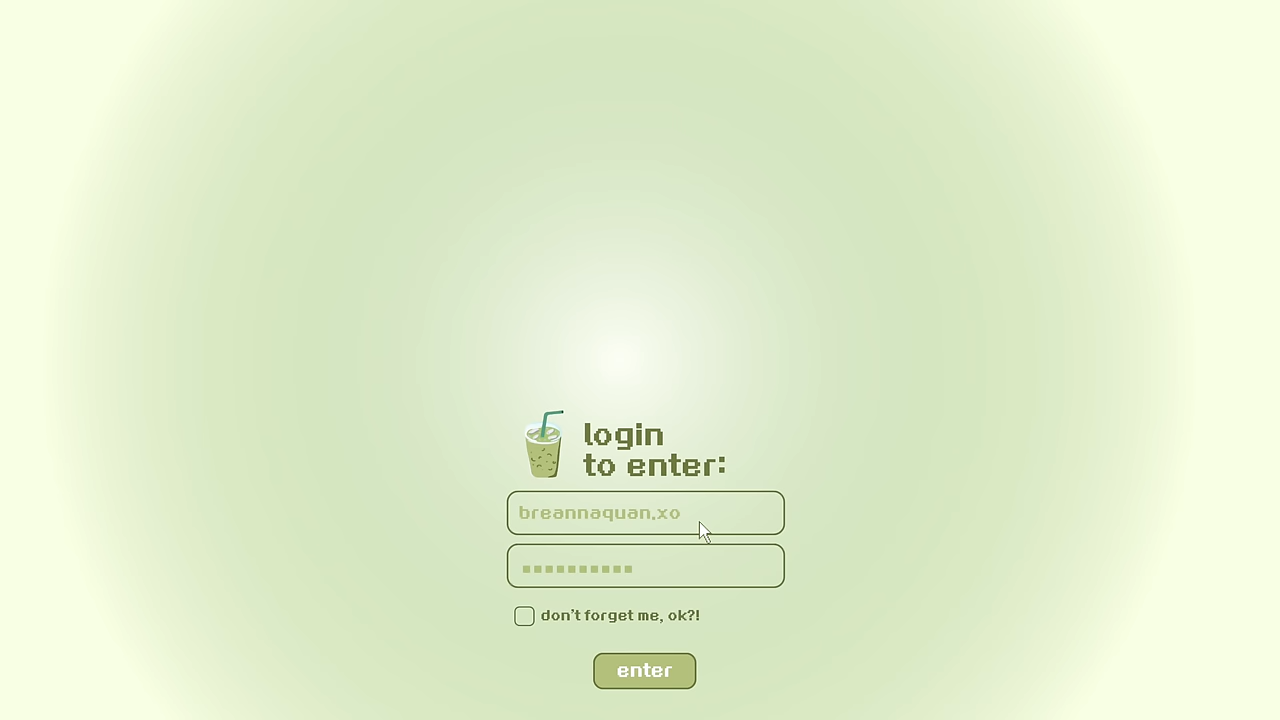 login
to enter:
breannaquan.xo
don't forget me, ok?!
enter